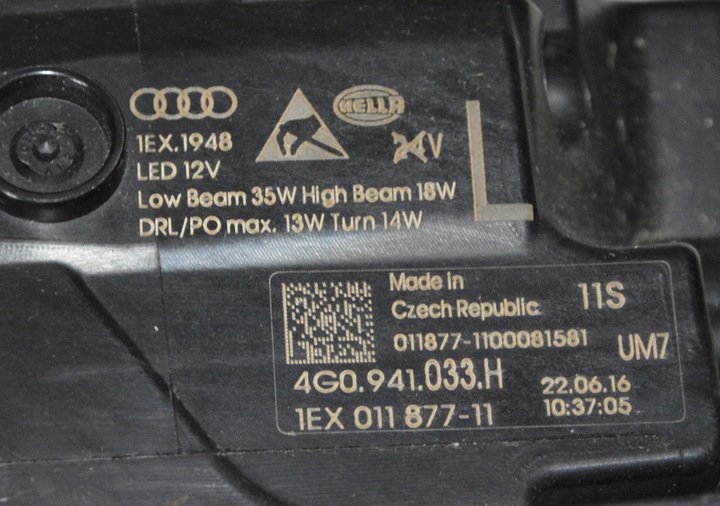 HELLA
1EX.1948
24V
LED 12V
L
Low Beam 35W High Beam 18W
DRL/PO max. 13W Turn 14W
Made in
Czech Republic
11S
011877-1100081581
UM7
4G0.941.033.H
22.06.16
1EX 011 877-11
10:37:05